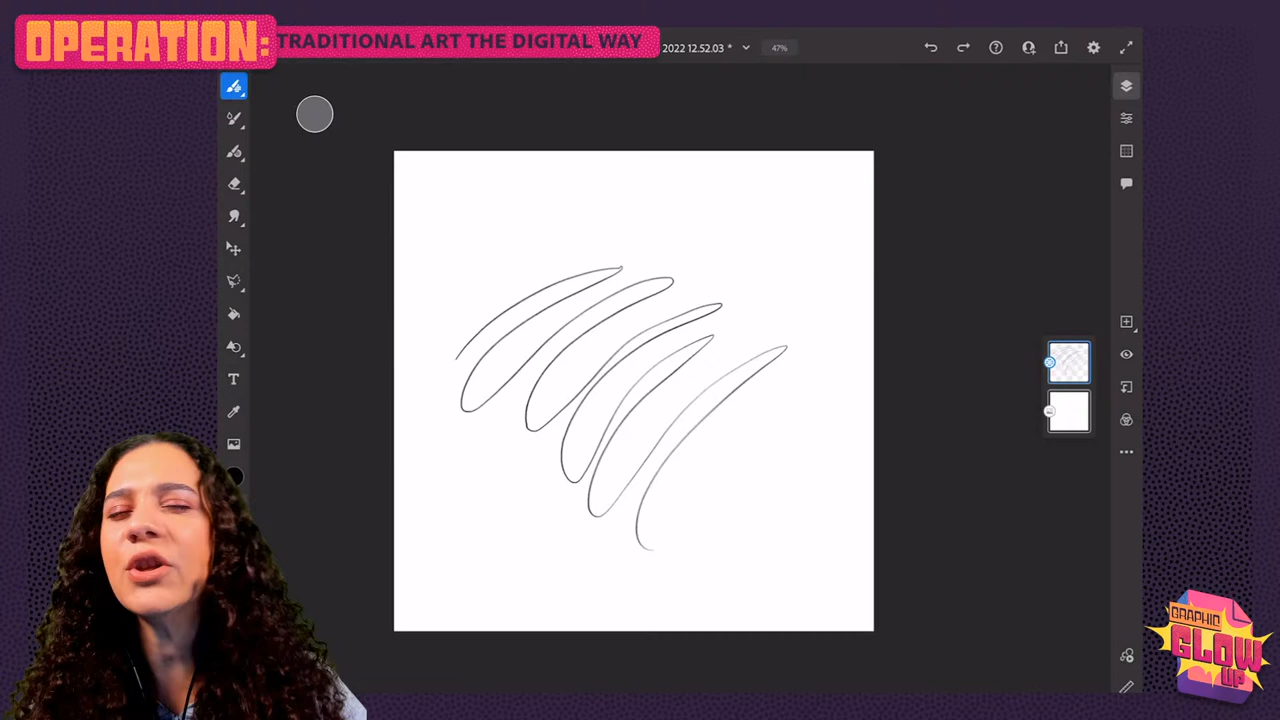 OPERATION: TRADITIONAL ART THE DIGITAL WAY
2022 12.52.03 * 47%
T
GRAPHIC
GLOW
UP